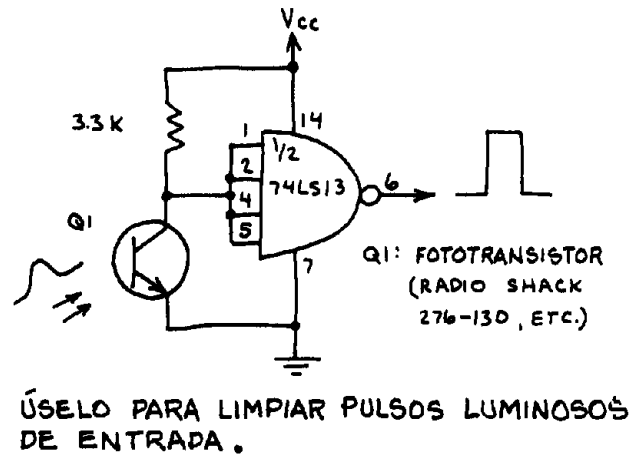 Vcc
3.3K
14
1
1/2
2
74LS13
4
6
5
Q1
7
Q1: FOTOTRANSISTOR
(RADIO SHACK
276-130, ETC.)
ÚSELO PARA LIMPIAR PULSOS LUMINOSOS
DE ENTRADA.